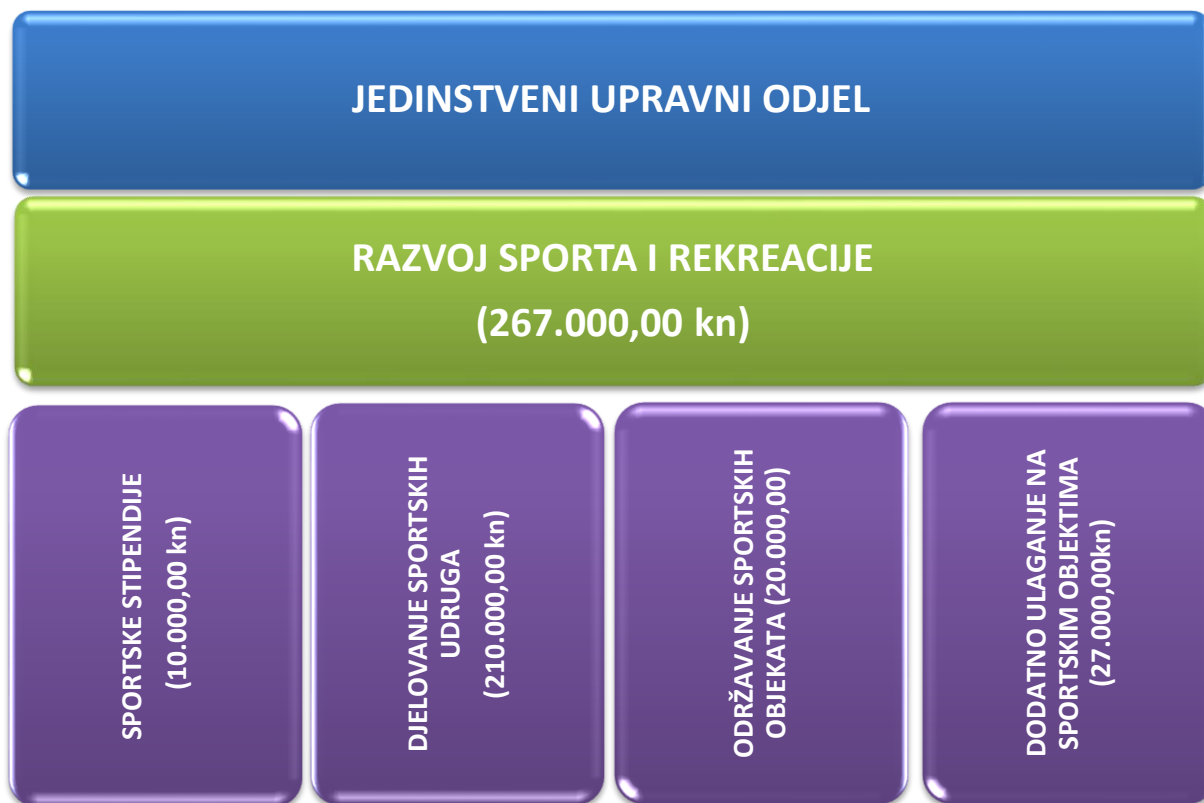 JEDINSTVENI UPRAVNI ODJEL
RAZVOJ SPORTA I REKREACIJE
(267.000,00 kn)
SPORTSKE STIPENDIJE
(10.000,00 kn)
DJELOVANJE SPORTSKIH
UDRUGA
(210.000,00 kn)
ODRŽAVANJE SPORTSKIH
OBJEKATA (20.000,00)
DODATNO ULAGANJE NA
SPORTSKIM OBJEKTIMA
(27.000,00kn)